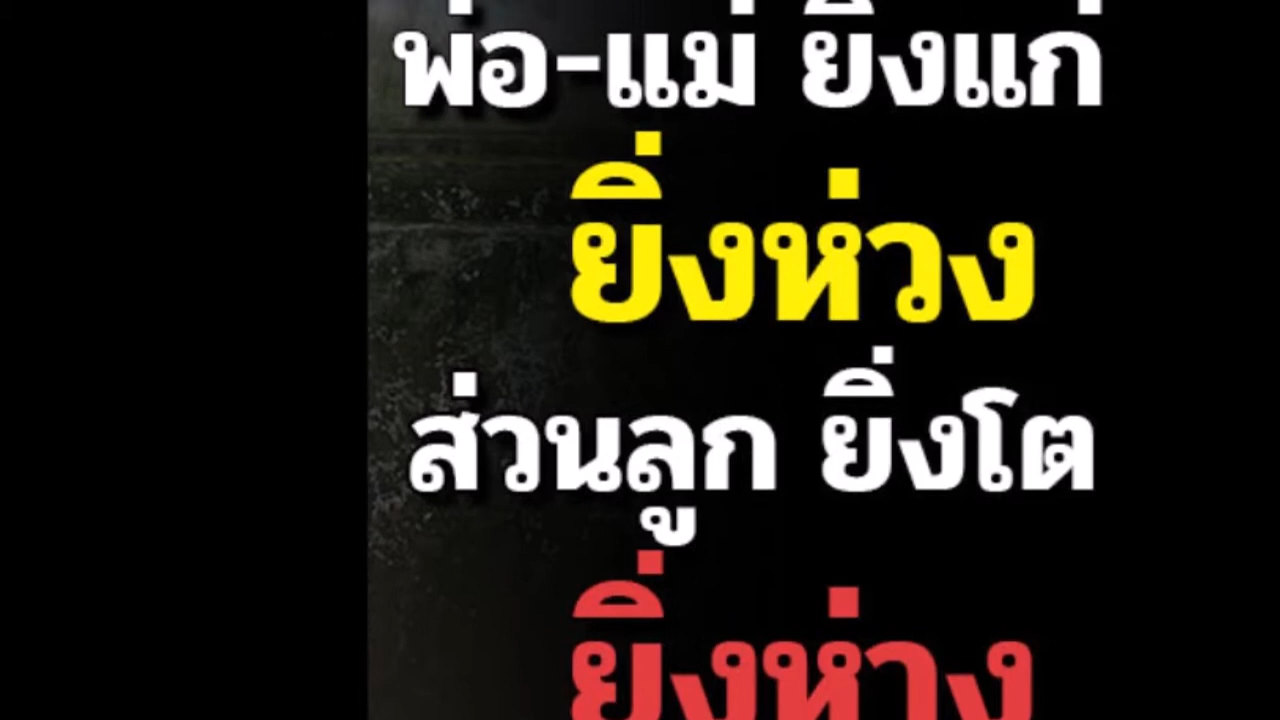 พ่อ-แม่ ยิ่งแก่
ยิ่งห่วง
ส่วนลูก ยิ่งโต
ยิ่งห่าง